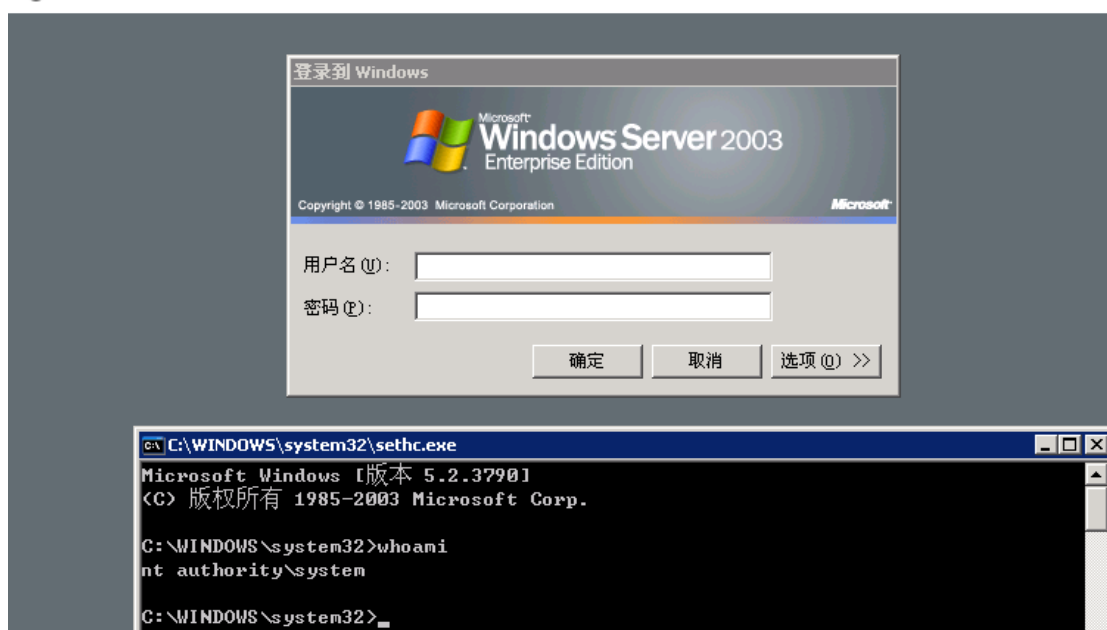 登录到 Windows
Microsoft
Windows Server 2003
Enterprise Edition
Copyright © 1985-2003 Microsoft Corporation
Microsoft
用户名(U):
密码(P):
确定
取消
选项(O) >>
C:\WINDOWS\system32\sethc.exe
Microsoft Windows [版本 5.2.3790]
(C) 版权所有 1985-2003 Microsoft Corp.
C:\WINDOWS\system32>whoami
nt authority\system
C:\WINDOWS\system32>_